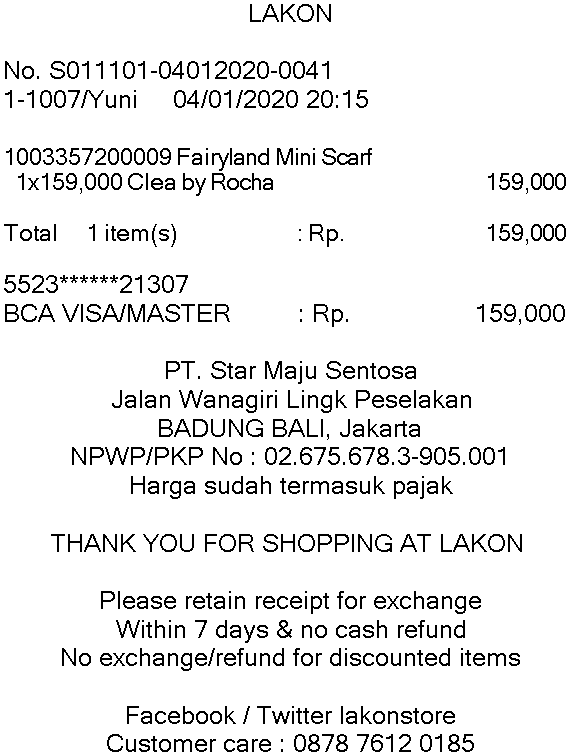 LAKON
No. S011101-04012020-0041
1-1007/Yuni 04/01/2020 20:15
1003357200009 Fairyland Mini Scarf
1x159,000 Clea by Rocha 159,000
Total 1 item(s) : Rp. 159,000
5523******21307
BCA VISA/MASTER : Rp. 159,000
PT. Star Maju Sentosa
Jalan Wanagiri Lingk Peselakan
BADUNG BALI, Jakarta
NPWP/PKP No : 02.675.678.3-905.001
Harga sudah termasuk pajak
THANK YOU FOR SHOPPING AT LAKON
Please retain receipt for exchange
Within 7 days & no cash refund
No exchange/refund for discounted items
Facebook / Twitter lakonstore
Customer care : 0878 7612 0185